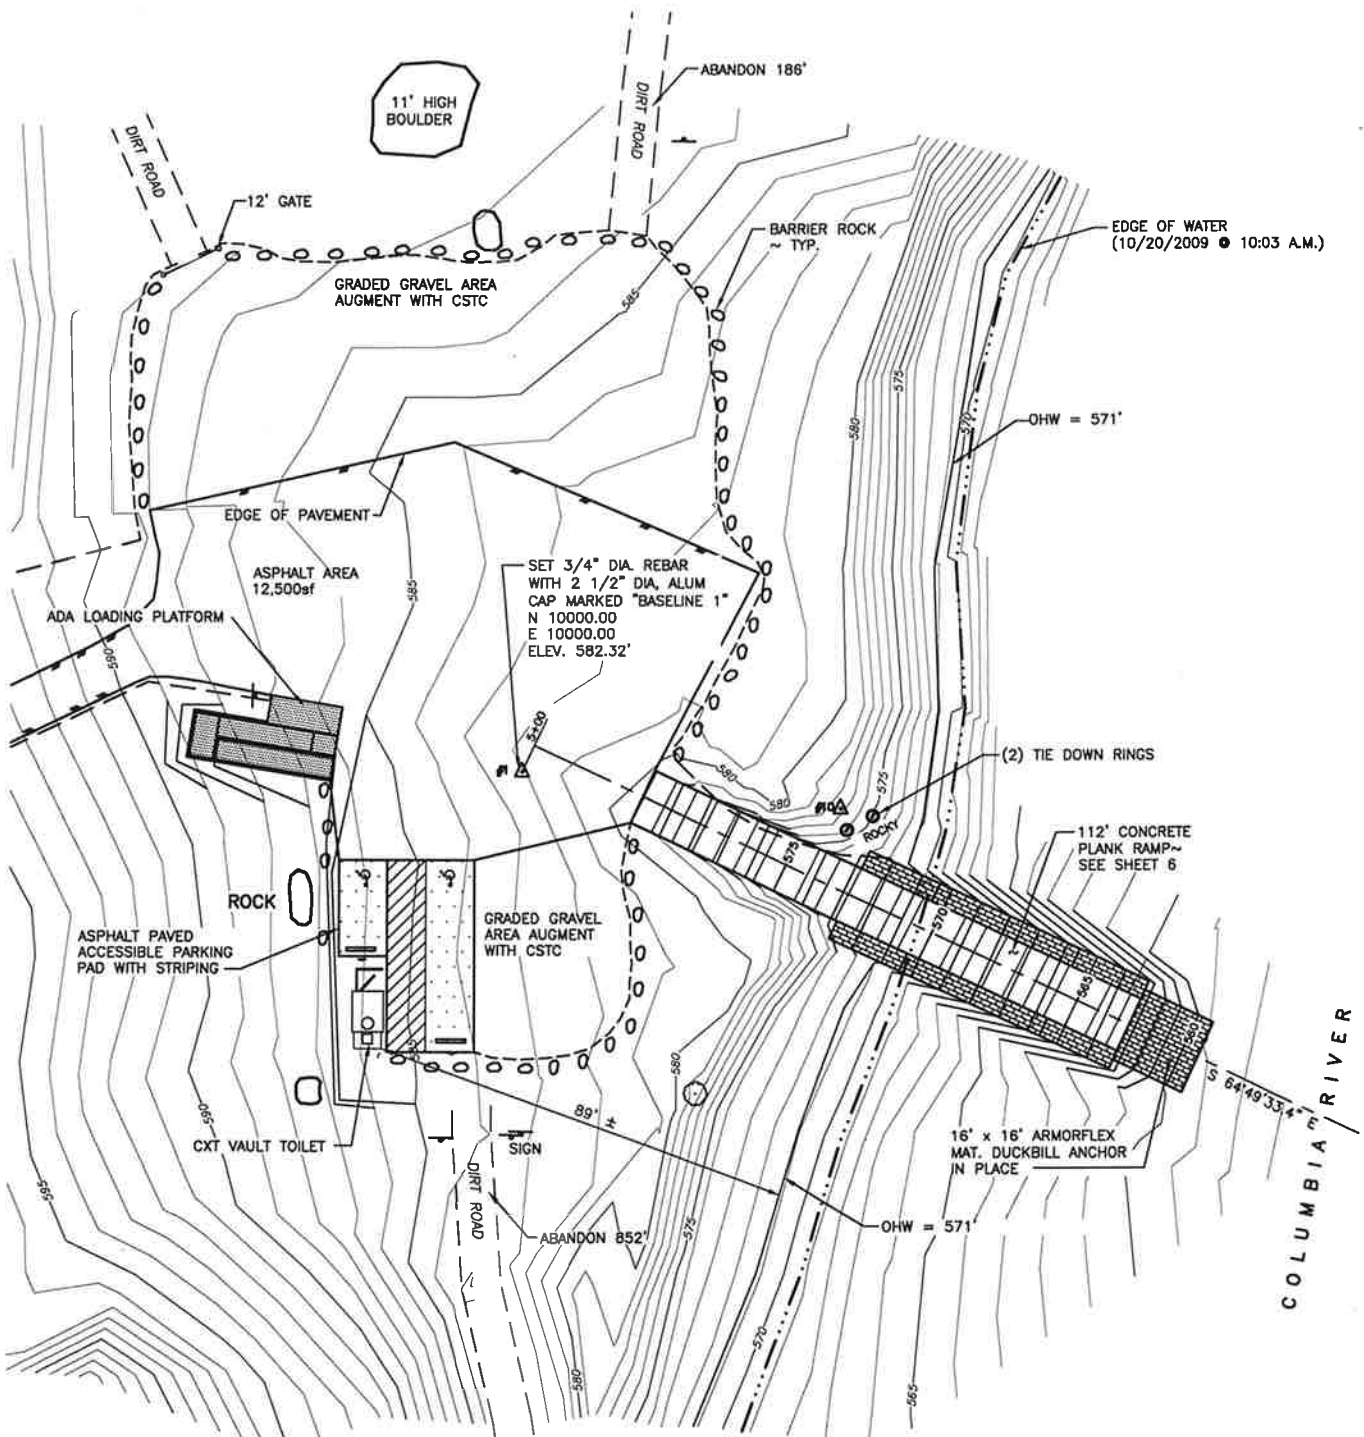 ABANDON 186'
11' HIGH
BOULDER
DIRT ROAD
DIRT ROAD
12' GATE
BARRIER ROCK
~ TYP.
EDGE OF WATER
(10/20/2009 @ 10:03 A.M.)
GRADED GRAVEL AREA
AUGMENT WITH CSTC
585
575
580
570
OHW = 571'
EDGE OF PAVEMENT
ASPHALT AREA
12,500sf
585
SET 3/4" DIA. REBAR
WITH 2 1/2" DIA, ALUM
CAP MARKED "BASELINE 1"
N 10000.00
E 10000.00
ELEV. 582.32'
ADA LOADING PLATFORM
590
5+00
#1
(2) TIE DOWN RINGS
580
580
575
#10
ROCKY
112' CONCRETE
PLANK RAMP~
SEE SHEET 6
575
ROCK
570
GRADED GRAVEL
AREA AUGMENT
WITH CSTC
ASPHALT PAVED
ACCESSIBLE PARKING
PAD WITH STRIPING
565
560
585
580
S 64°49'33.4" E
COLUMBIA RIVER
590
89'
CXT VAULT TOILET
SIGN
16' x 16' ARMORFLEX
MAT. DUCKBILL ANCHOR
IN PLACE
DIRT ROAD
595
575
OHW = 571'
ABANDON 852'
570
580
565